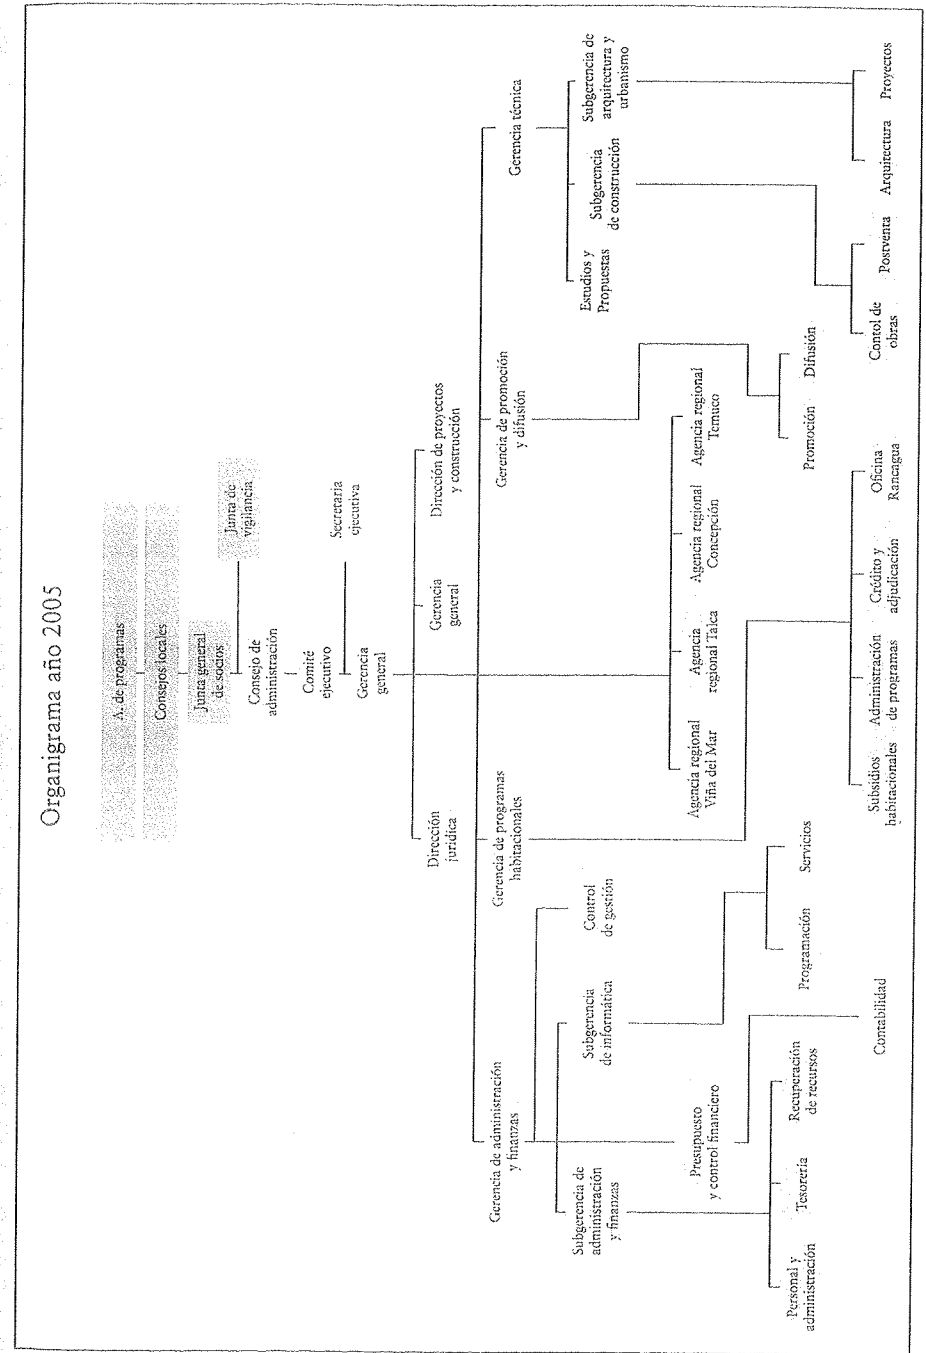 Organigrama año 2005
A. de programas
Consejos locales
Junta general
de socios
Junta de
vigilancia
Consejo de
administración
Comité
ejecutivo
Secretaria
ejecutiva
Gerencia
general
Dirección
jurídica
Gerencia
general
Dirección de proyectos
y construcción
Gerencia de administración
y finanzas
Gerencia de programas
habitacionales
Gerencia de promoción
y difusión
Gerencia técnica
Subgerencia de
administración
y finanzas
Subgerencia
de informática
Control
de gestión
Estudios y
Propuestas
Subgerencia
de construcción
Subgerencia de
arquitectura y
urbanismo
Presupuesto
y control financiero
Agencia regional
Viña del Mar
Agencia
regional Talca
Agencia regional
Concepción
Agencia regional
Temuco
Personal y
administración
Tesorería
Recuperación
de recursos
Programación
Servicios
Promoción
Difusión
Contabilidad
Subsidios
habitacionales
Administración
de programas
Crédito y
adjudicación
Oficina
Rancagua
Contol de
obras
Postventa
Arquitectura
Proyectos